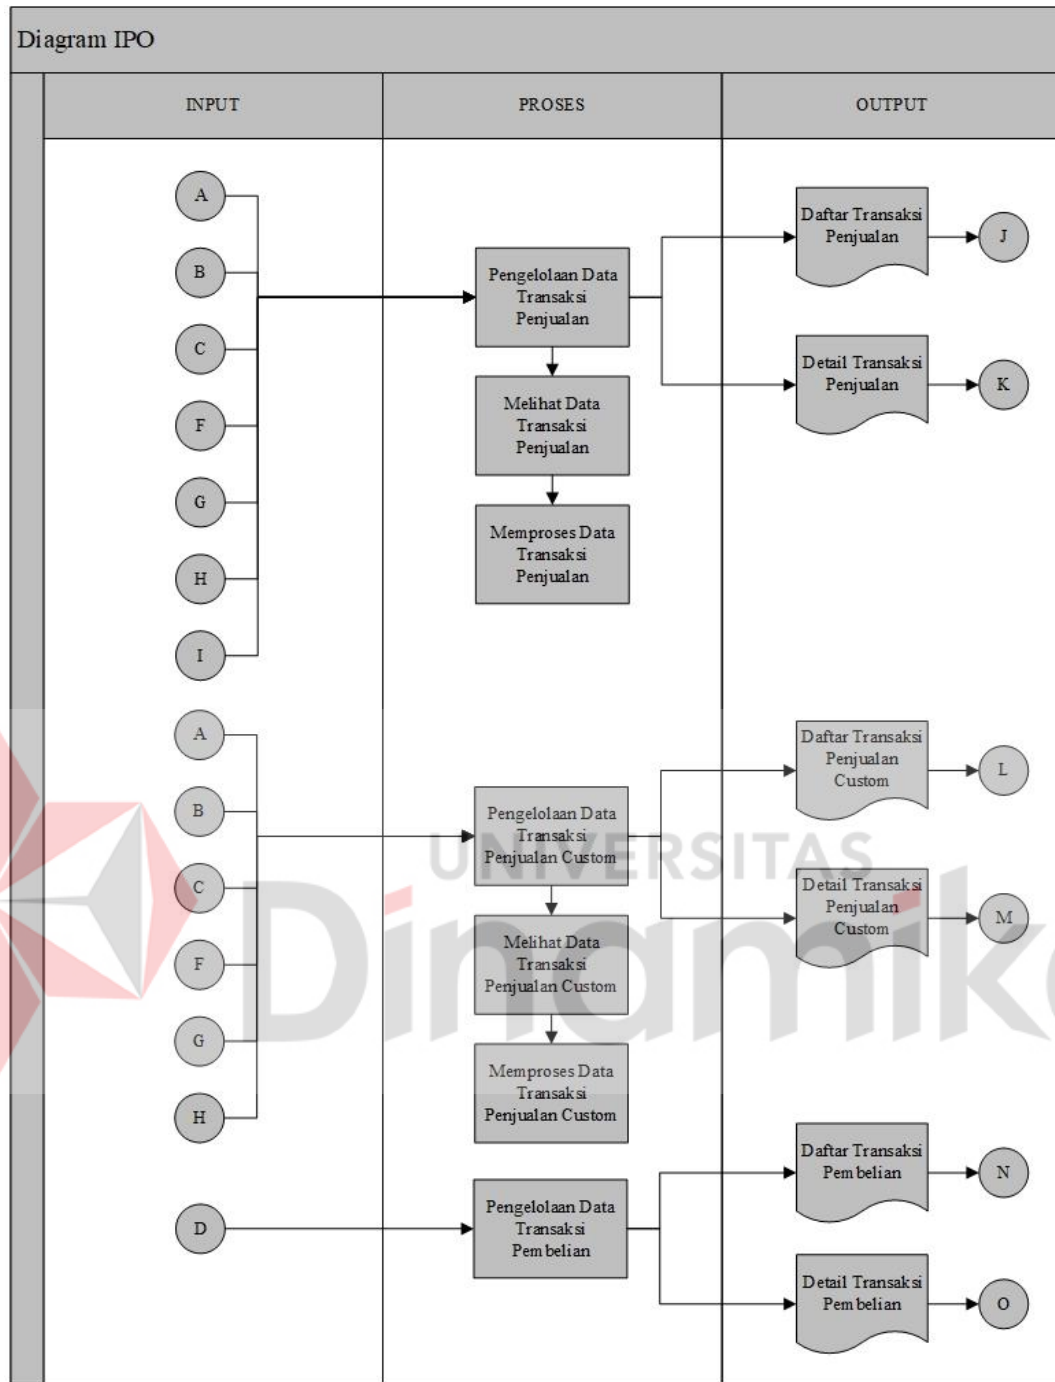 Diagram IPO
INPUT
PROSES
OUTPUT
A
B
C
F
G
H
I
Pengelolaan Data
Transaksi
Penjualan
Melihat Data
Transaksi
Penjualan
Memproses Data
Transaksi
Penjualan
Daftar Transaksi
Penjualan
J
Detail Transaksi
Penjualan
K
A
B
C
F
G
H
Pengelolaan Data
Transaksi
Penjualan Custom
Melihat Data
Transaksi
Penjualan Custom
Memproses Data
Transaksi
Penjualan Custom
Daftar Transaksi
Penjualan
Custom
L
Detail Transaksi
Penjualan
Custom
M
UNIVERSITAS
Dinamika
D
Pengelolaan Data
Transaksi
Pembelian
Daftar Transaksi
Pembelian
N
Detail Transaksi
Pembelian
O